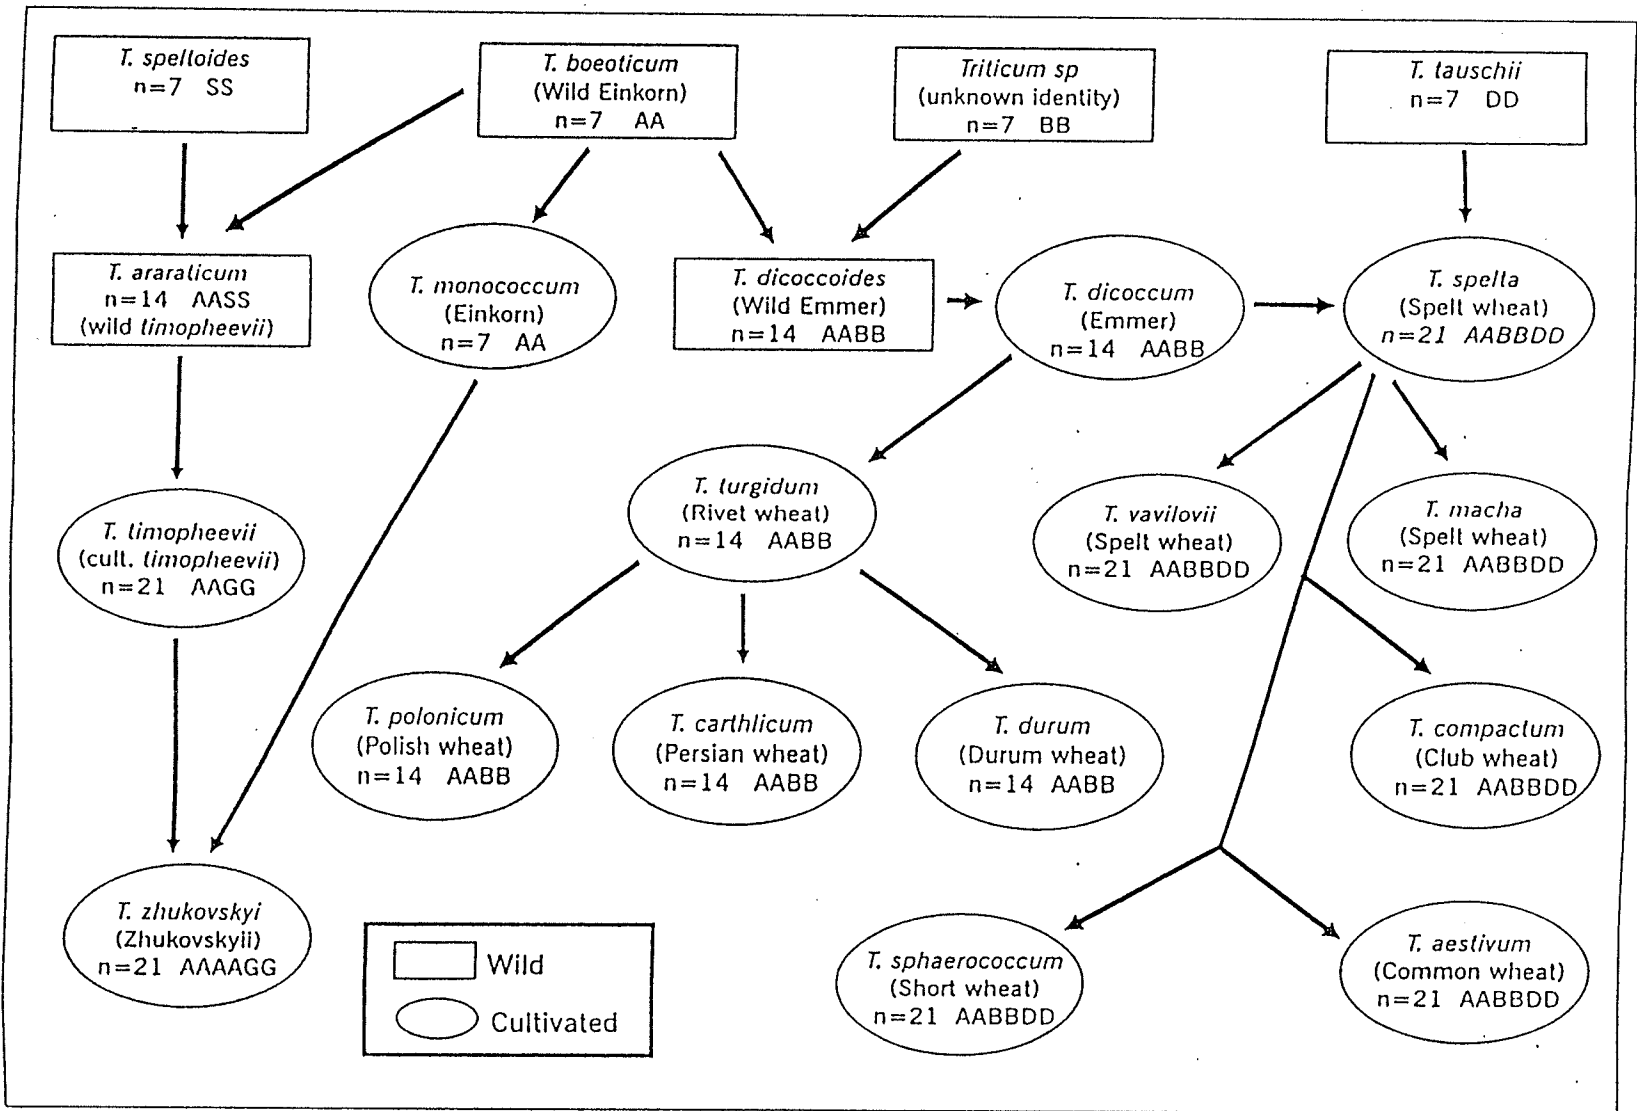 T. speltoides
n=7 SS
T. boeoticum
(Wild Einkorn)
n=7 AA
Triticum sp
(unknown identity)
n=7 BB
T. tauschii
n=7 DD
T. araraticum
n=14 AASS
(wild timopheevii)
T. monococcum
(Einkorn)
n=7 AA
T. dicoccoides
(Wild Emmer)
n=14 AABB
T. dicoccum
(Emmer)
n=14 AABB
T. spelta
(Spelt wheat)
n=21 AABBDD
T. timopheevii
(cult. timopheevii)
n=21 AAGG
T. turgidum
(Rivet wheat)
n=14 AABB
T. vavilovii
(Spelt wheat)
n=21 AABBDD
T. macha
(Spelt wheat)
n=21 AABBDD
T. polonicum
(Polish wheat)
n=14 AABB
T. carthlicum
(Persian wheat)
n=14 AABB
T. durum
(Durum wheat)
n=14 AABB
T. compactum
(Club wheat)
n=21 AABBDD
T. zhukovskyi
(Zhukovskyii)
n=21 AAAAGG
T. sphaerococcum
(Short wheat)
n=21 AABBDD
T. aestivum
(Common wheat)
n=21 AABBDD
Wild
Cultivated